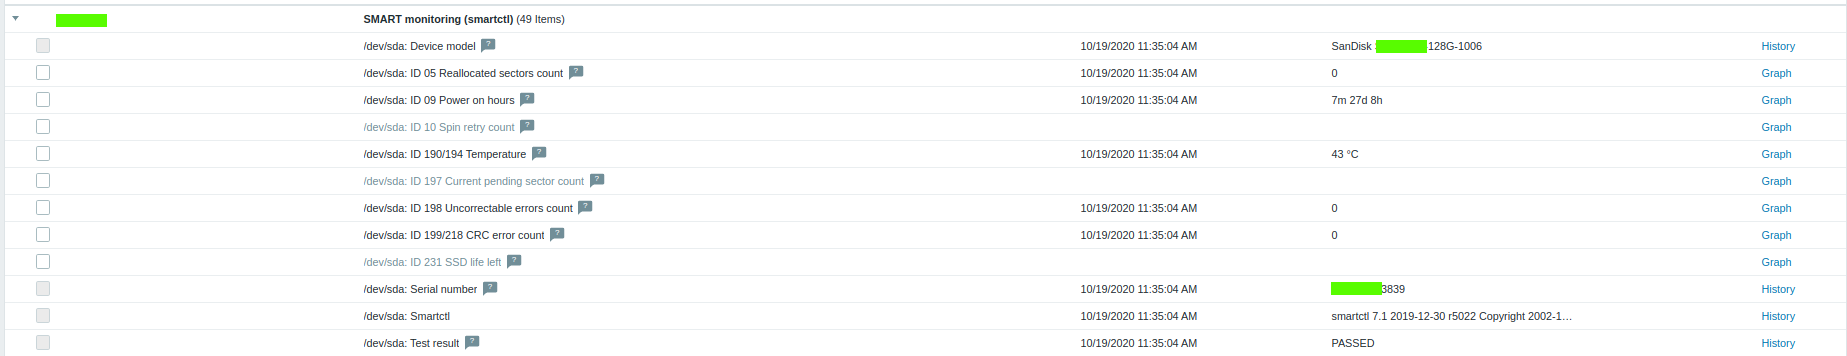 SMART monitoring (smartctl) (49 Items)
/dev/sda: Device model ? 10/19/2020 11:35:04 AM SanDisk 128G-1006 History
/dev/sda: ID 05 Reallocated sectors count ? 10/19/2020 11:35:04 AM 0 Graph
/dev/sda: ID 09 Power on hours ? 10/19/2020 11:35:04 AM 7m 27d 8h Graph
/dev/sda: ID 10 Spin retry count ? Graph
/dev/sda: ID 190/194 Temperature ? 10/19/2020 11:35:04 AM 43 °C Graph
/dev/sda: ID 197 Current pending sector count ? Graph
/dev/sda: ID 198 Uncorrectable errors count ? 10/19/2020 11:35:04 AM 0 Graph
/dev/sda: ID 199/218 CRC error count ? 10/19/2020 11:35:04 AM 0 Graph
/dev/sda: ID 231 SSD life left ? Graph
/dev/sda: Serial number ? 10/19/2020 11:35:04 AM 3839 History
/dev/sda: Smartctl 10/19/2020 11:35:04 AM smartctl 7.1 2019-12-30 r5022 Copyright 2002-1… History
/dev/sda: Test result ? 10/19/2020 11:35:04 AM PASSED History